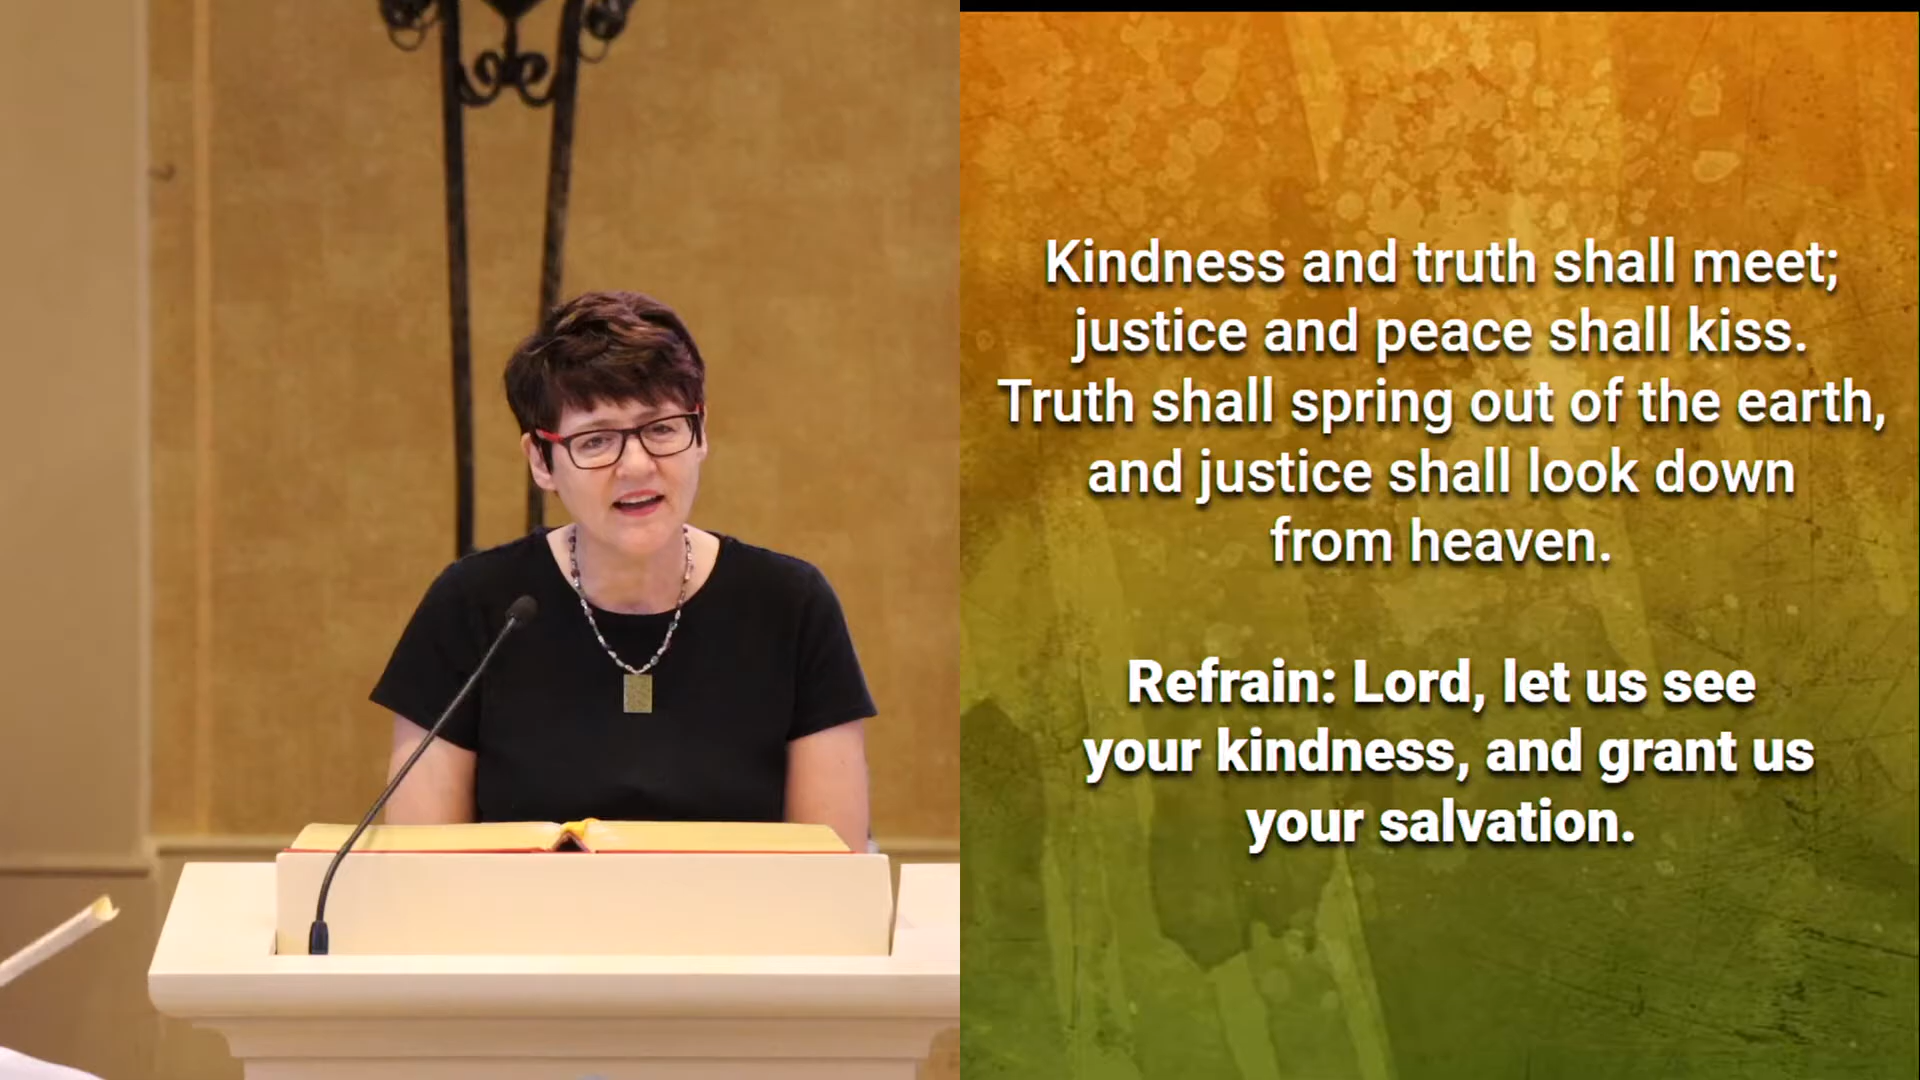 Kindness and truth shall meet;
justice and peace shall kiss.
Truth shall spring out of the earth,
and justice shall look down
from heaven.
Refrain: Lord, let us see
your kindness, and grant us
your salvation.